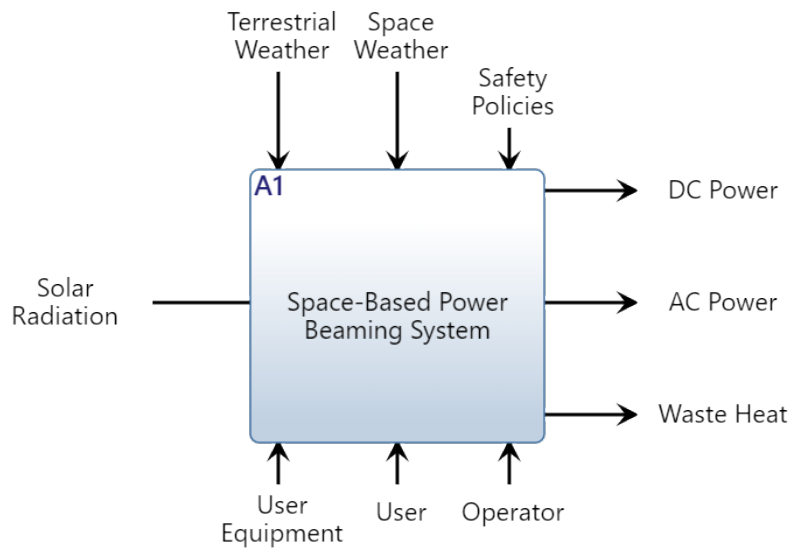 Terrestrial
Weather
Space
Weather
Safety
Policies
A1
DC Power
Solar
Radiation
Space-Based Power
Beaming System
AC Power
Waste Heat
User
Equipment
User
Operator